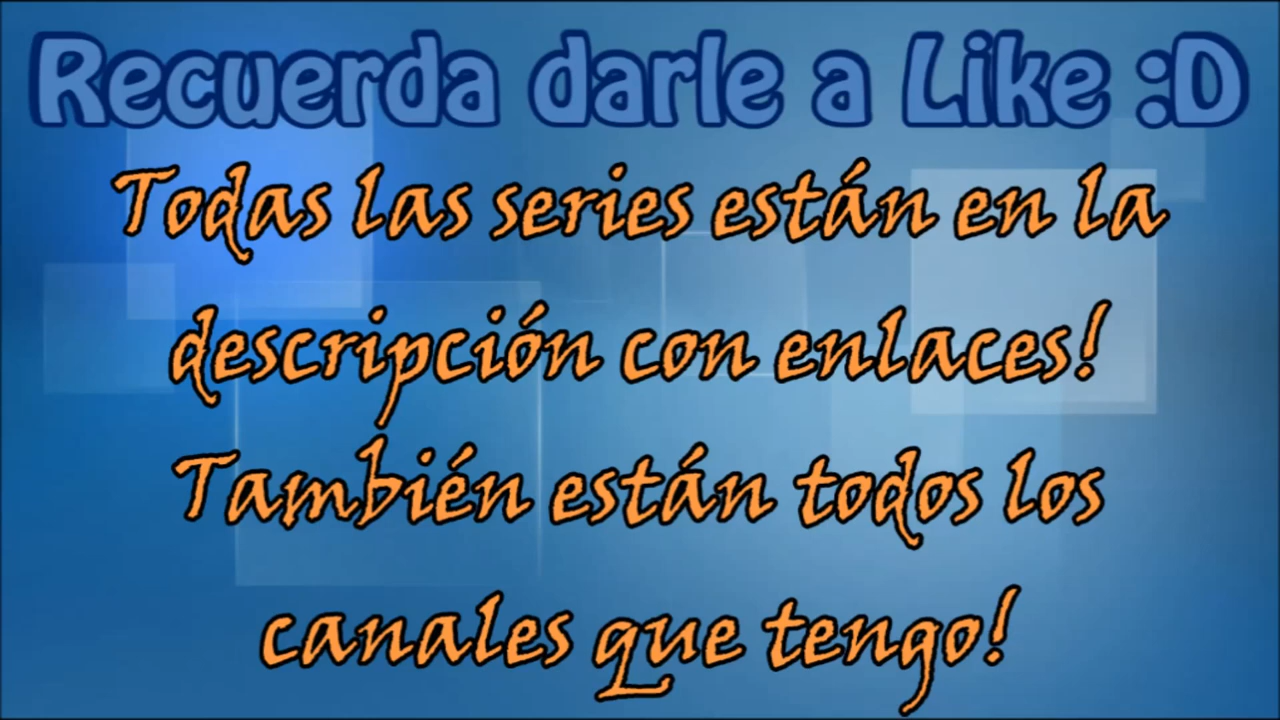 Recuerda darle a Like :D
Todas las series están en la
descripción con enlaces!
También están todos los
canales que tengo!